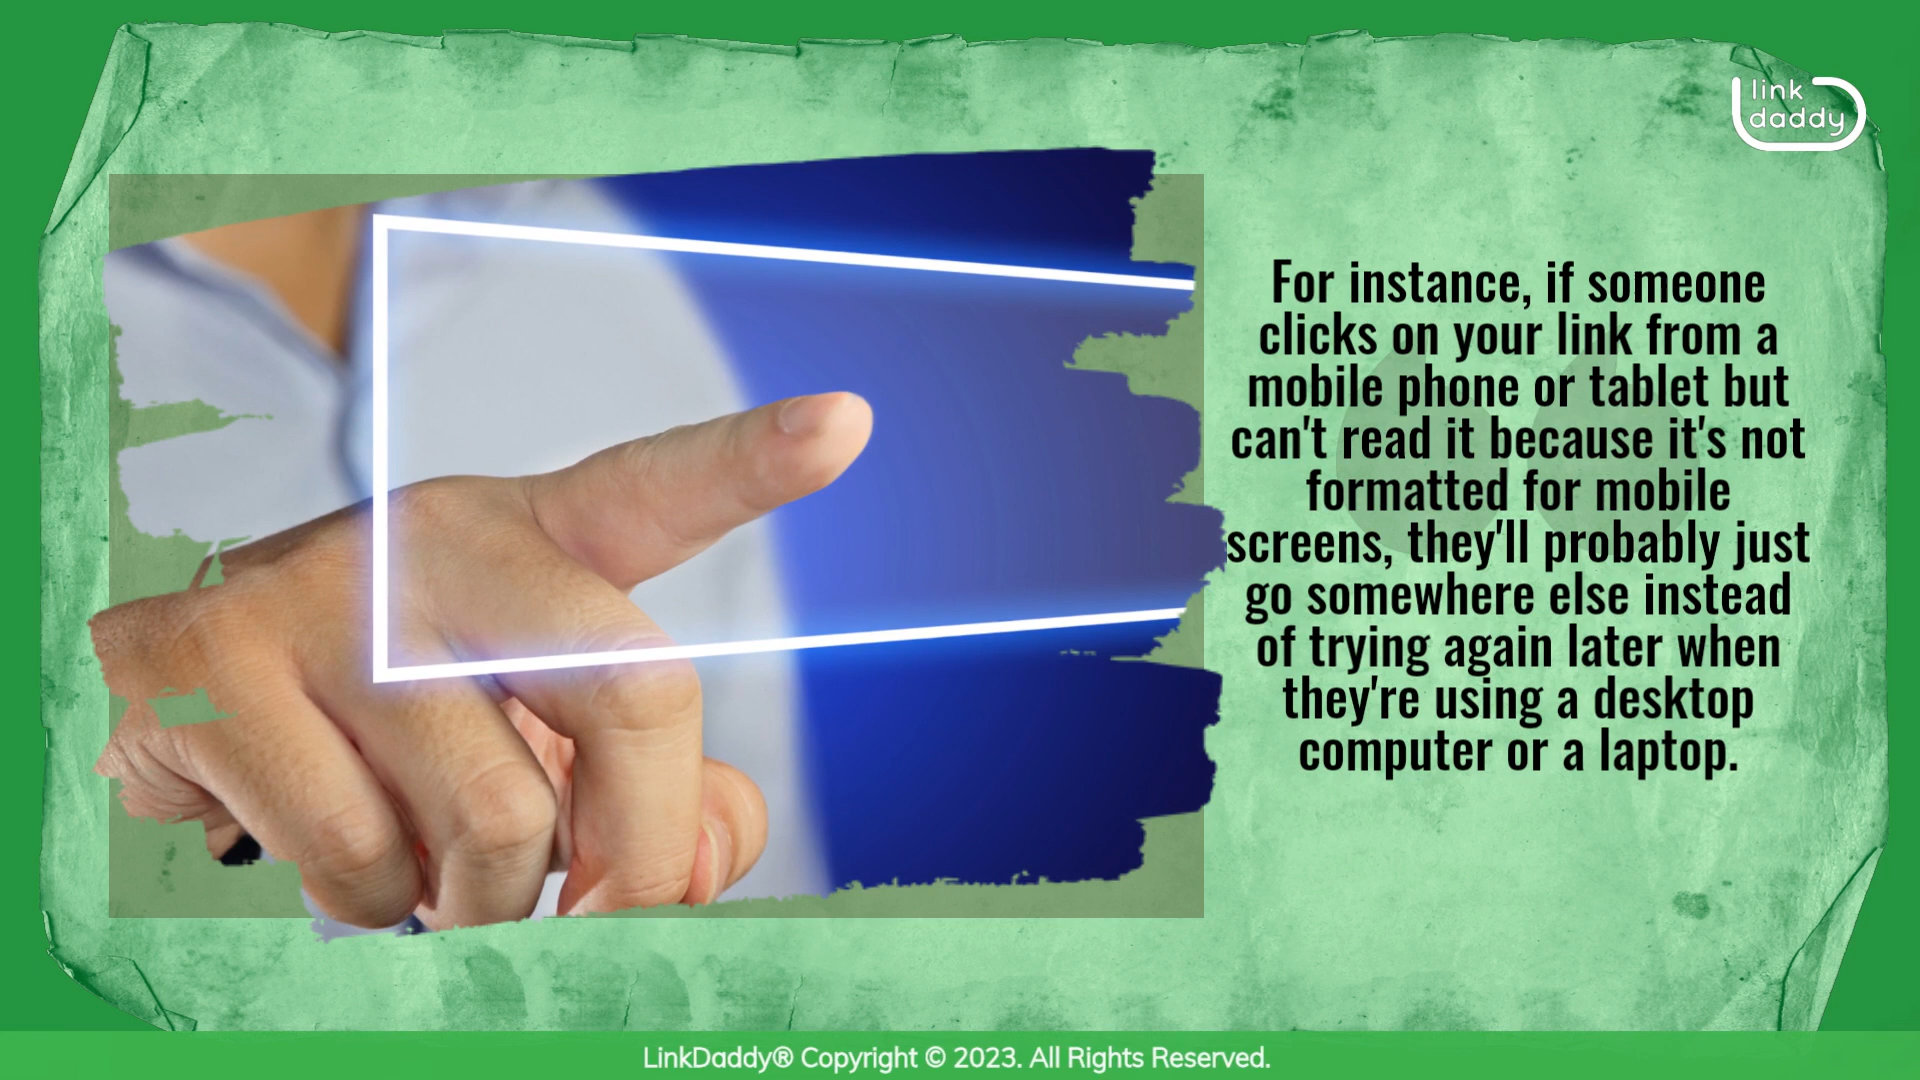 link
daddy
For instance, if someone
clicks on your link from a
mobile phone or tablet but
can't read it because it's not
formatted for mobile
screens, they'll probably just
go somewhere else instead
of trying again later when
they're using a desktop
computer or a laptop.
LinkDaddy® Copyright © 2023. All Rights Reserved.